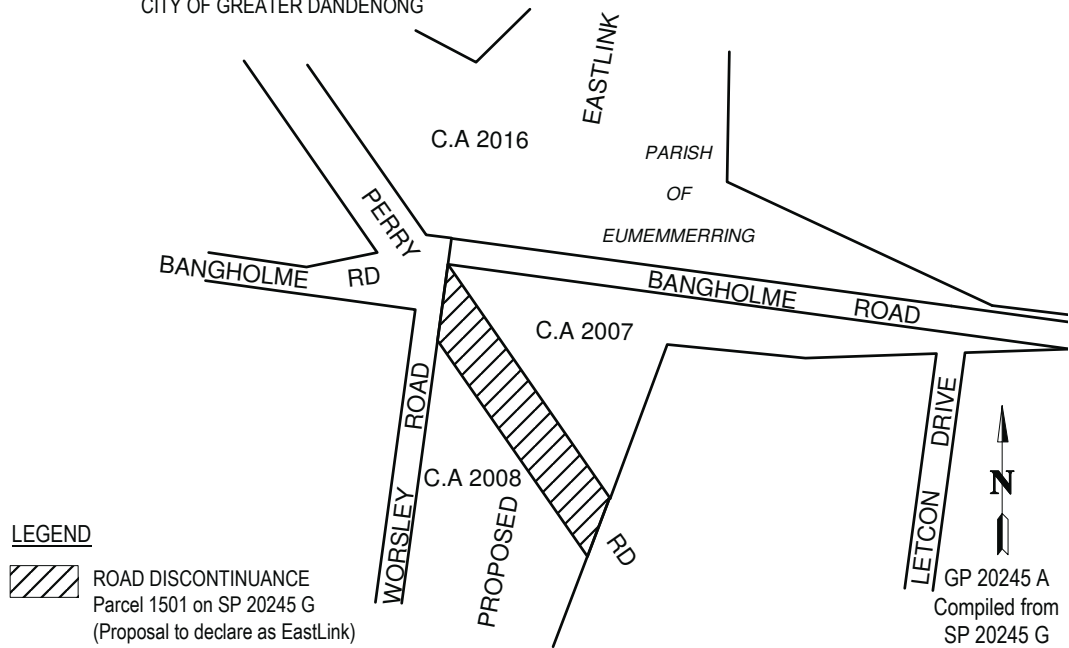 CITY OF GREATER DANDENONG
EASTLINK
C.A 2016
PARISH
OF
EUMEMMERRING
PERRY
RD
BANGHOLME RD
BANGHOLME ROAD
C.A 2007
WORSLEY ROAD
C.A 2008
PROPOSED
LETCON DRIVE
N
LEGEND
ROAD DISCONTINUANCE
Parcel 1501 on SP 20245 G
(Proposal to declare as EastLink)
GP 20245 A
Compiled from
SP 20245 G